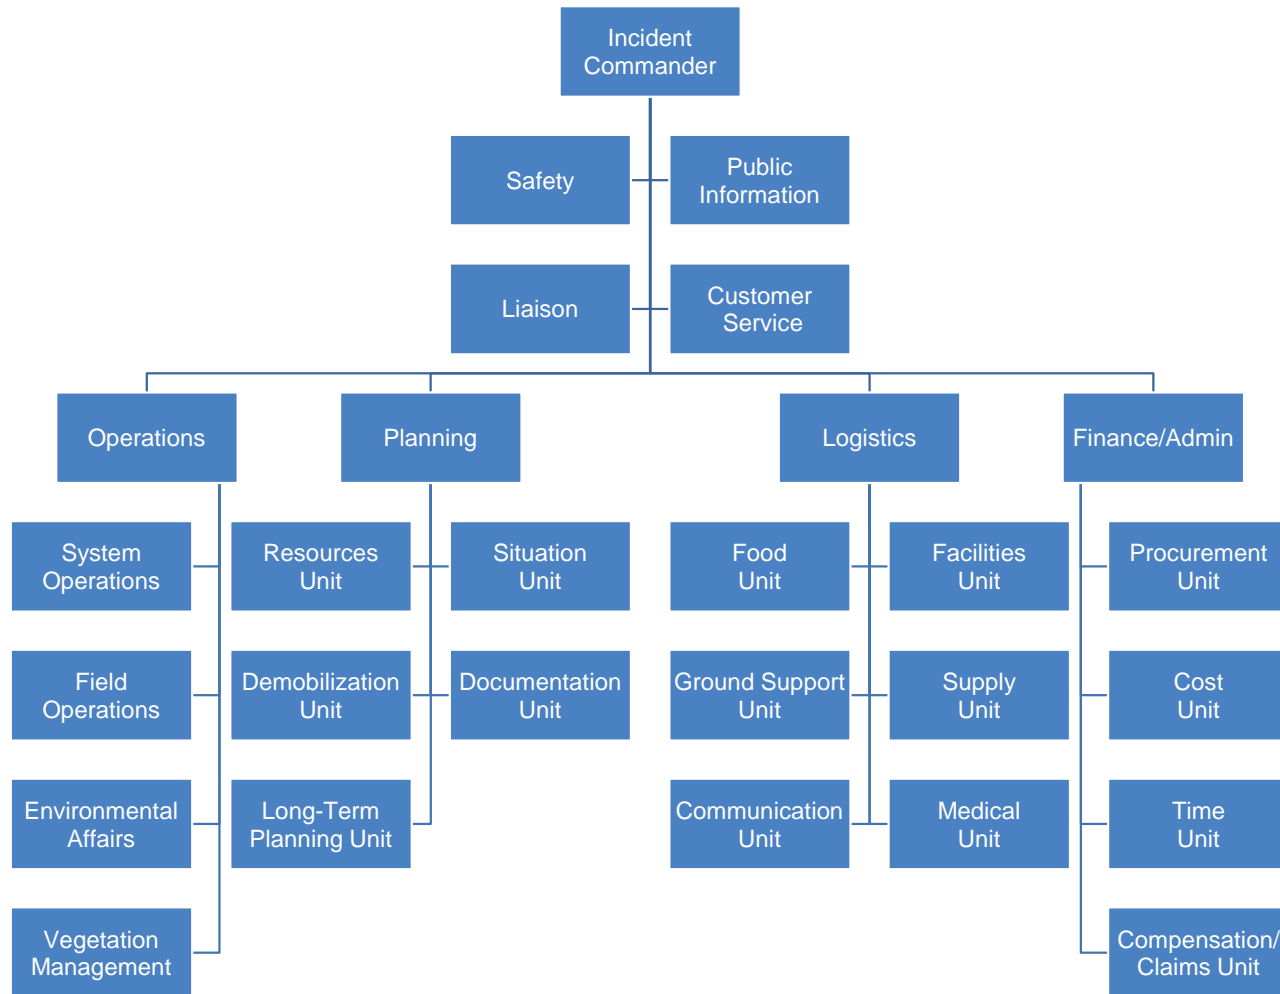 Incident
Commander
Safety
Public
Information
Liaison
Customer
Service
Operations
Planning
Logistics
Finance/Admin
System
Operations
Resources
Unit
Situation
Unit
Food
Unit
Facilities
Unit
Procurement
Unit
Field
Operations
Demobilization
Unit
Documentation
Unit
Ground Support
Unit
Supply
Unit
Cost
Unit
Environmental
Affairs
Long-Term
Planning Unit
Communication
Unit
Medical
Unit
Time
Unit
Vegetation
Management
Compensation/
Claims Unit